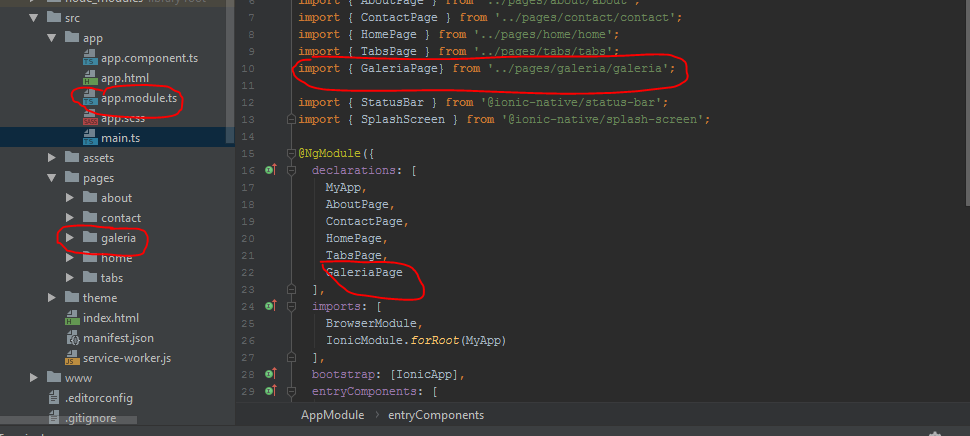 node_modules library root
src
app
app.component.ts
app.html
app.module.ts
app.scss
main.ts
assets
pages
about
contact
galeria
home
tabs
theme
index.html
manifest.json
service-worker.js
www
.editorconfig
.gitignore
6 import { AboutPage } from '../pages/about/about';
7 import { ContactPage } from '../pages/contact/contact';
8 import { HomePage } from '../pages/home/home';
9 import { TabsPage } from '../pages/tabs/tabs';
10 import { GaleriaPage} from '../pages/galeria/galeria';
11
12 import { StatusBar } from '@ionic-native/status-bar';
13 import { SplashScreen } from '@ionic-native/splash-screen';
14
15 @NgModule({
16 declarations: [
17 MyApp,
18 AboutPage,
19 ContactPage,
20 HomePage,
21 TabsPage,
22 GaleriaPage
23 ],
24 imports: [
25 BrowserModule,
26 IonicModule.forRoot(MyApp)
27 ],
28 bootstrap: [IonicApp],
29 entryComponents: [
AppModule › entryComponents